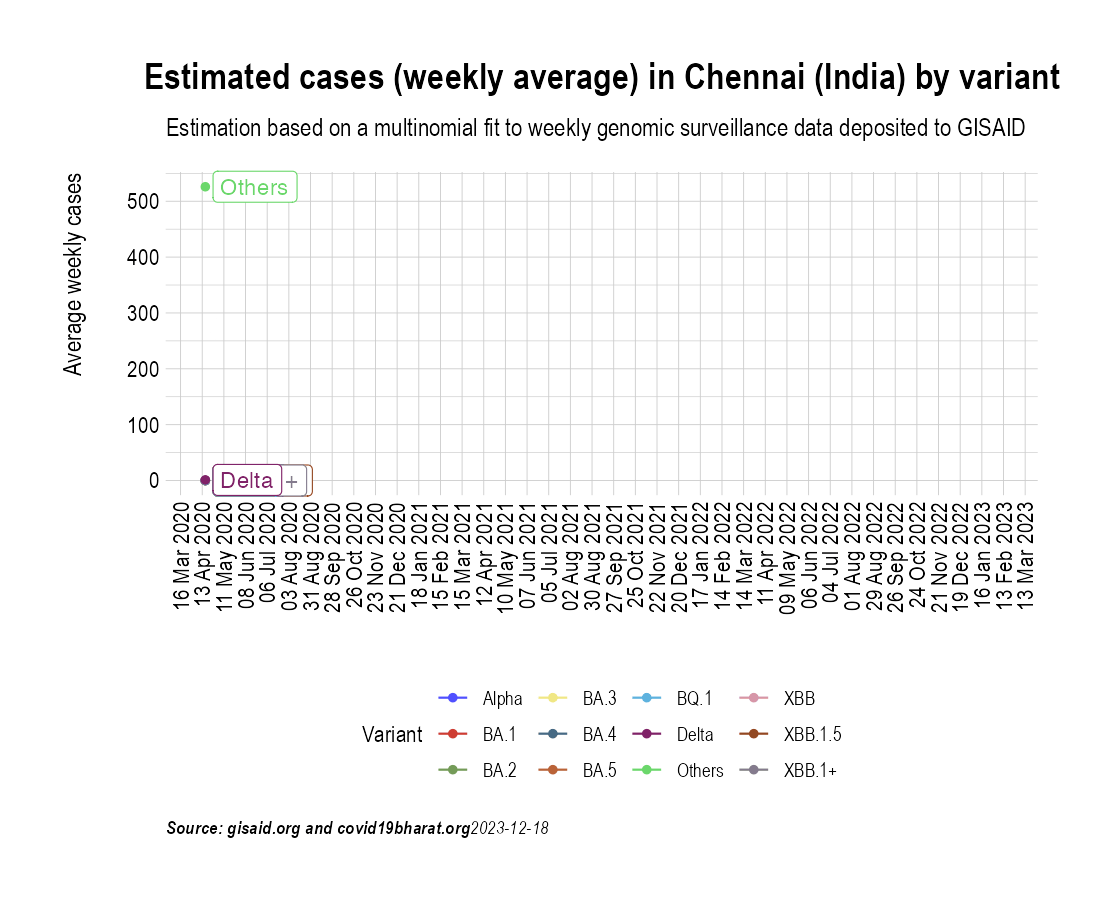 Estimated cases (weekly average) in Chennai (India) by variant
Estimation based on a multinomial fit to weekly genomic surveillance data deposited to GISAID
Average weekly cases
500
400
300
200
100
0
Others
Delta
+
16 Mar 2020
13 Apr 2020
11 May 2020
08 Jun 2020
06 Jul 2020
03 Aug 2020
31 Aug 2020
28 Sep 2020
26 Oct 2020
23 Nov 2020
21 Dec 2020
18 Jan 2021
15 Feb 2021
15 Mar 2021
12 Apr 2021
10 May 2021
07 Jun 2021
05 Jul 2021
02 Aug 2021
30 Aug 2021
27 Sep 2021
25 Oct 2021
22 Nov 2021
20 Dec 2021
17 Jan 2022
14 Feb 2022
14 Mar 2022
11 Apr 2022
09 May 2022
06 Jun 2022
04 Jul 2022
01 Aug 2022
29 Aug 2022
26 Sep 2022
24 Oct 2022
21 Nov 2022
19 Dec 2022
16 Jan 2023
13 Feb 2023
13 Mar 2023
Variant
Alpha
BA.1
BA.2
BA.3
BA.4
BA.5
BQ.1
Delta
Others
XBB
XBB.1.5
XBB.1+
Source: gisaid.org and covid19bharat.org2023-12-18